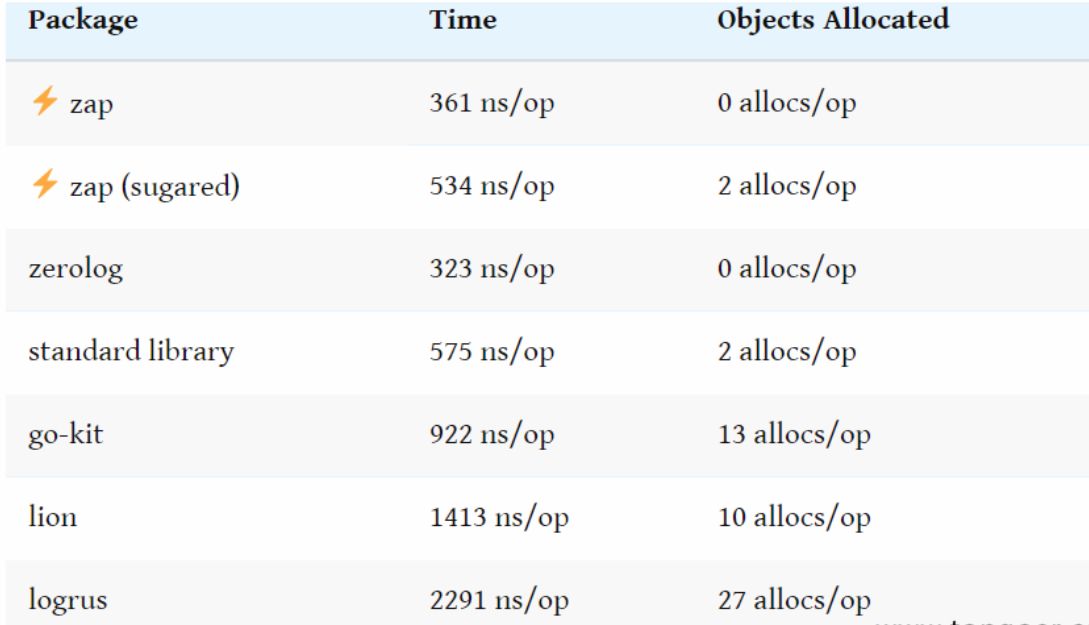 Package Time Objects Allocated
⚡ zap 361 ns/op 0 allocs/op
⚡ zap (sugared) 534 ns/op 2 allocs/op
zerolog 323 ns/op 0 allocs/op
standard library 575 ns/op 2 allocs/op
go-kit 922 ns/op 13 allocs/op
lion 1413 ns/op 10 allocs/op
logrus 2291 ns/op 27 allocs/op